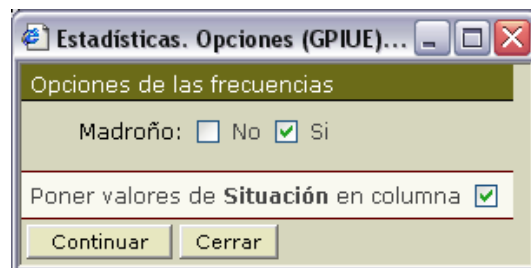 Estadísticas. Opciones (GPIUE)...
Opciones de las frecuencias
Madroño: No Si
Poner valores de Situación en columna
Continuar Cerrar